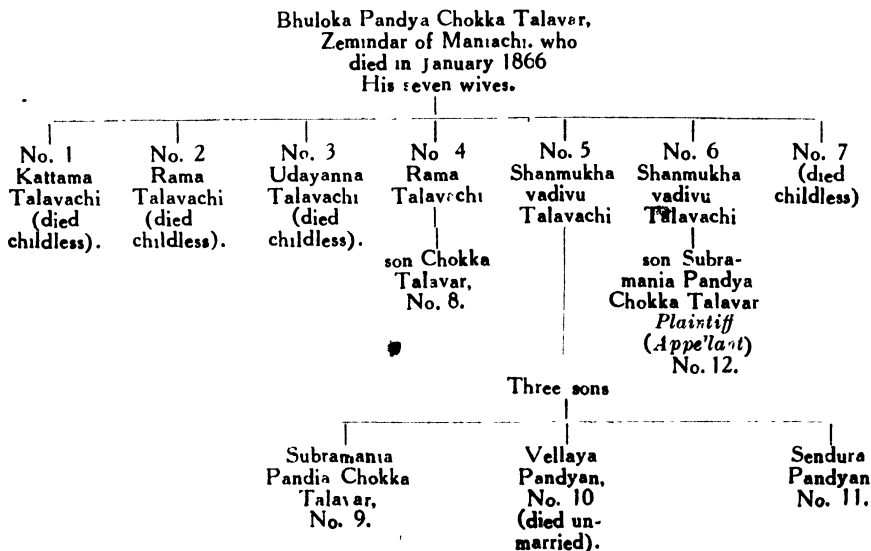 Bhuloka Pandya Chokka Talavar,
Zemindar of Maniachi. who
died in January 1866
His seven wives.
No. 1
Kattama
Talavachi
(died
childless).
No. 2
Rama
Talavachi
(died
childless).
No. 3
Udayanna
Talavachi
(died
childless).
No 4
Rama
Talavachi
No. 5
Shanmukha
vadivu
Talavachi
No. 6
Shanmukha
vadivu
Talavachi
No. 7
(died
childless)
son Chokka
Talavar,
No. 8.
son Subra-
mania Pandya
Chokka Talavar
Plaintiff
(Appellant)
No. 12.
Three sons
Subramania
Pandia Chokka
Talavar,
No. 9.
Vellaya
Pandyan,
No. 10
(died un-
married).
Sendura
Pandyan
No. 11.